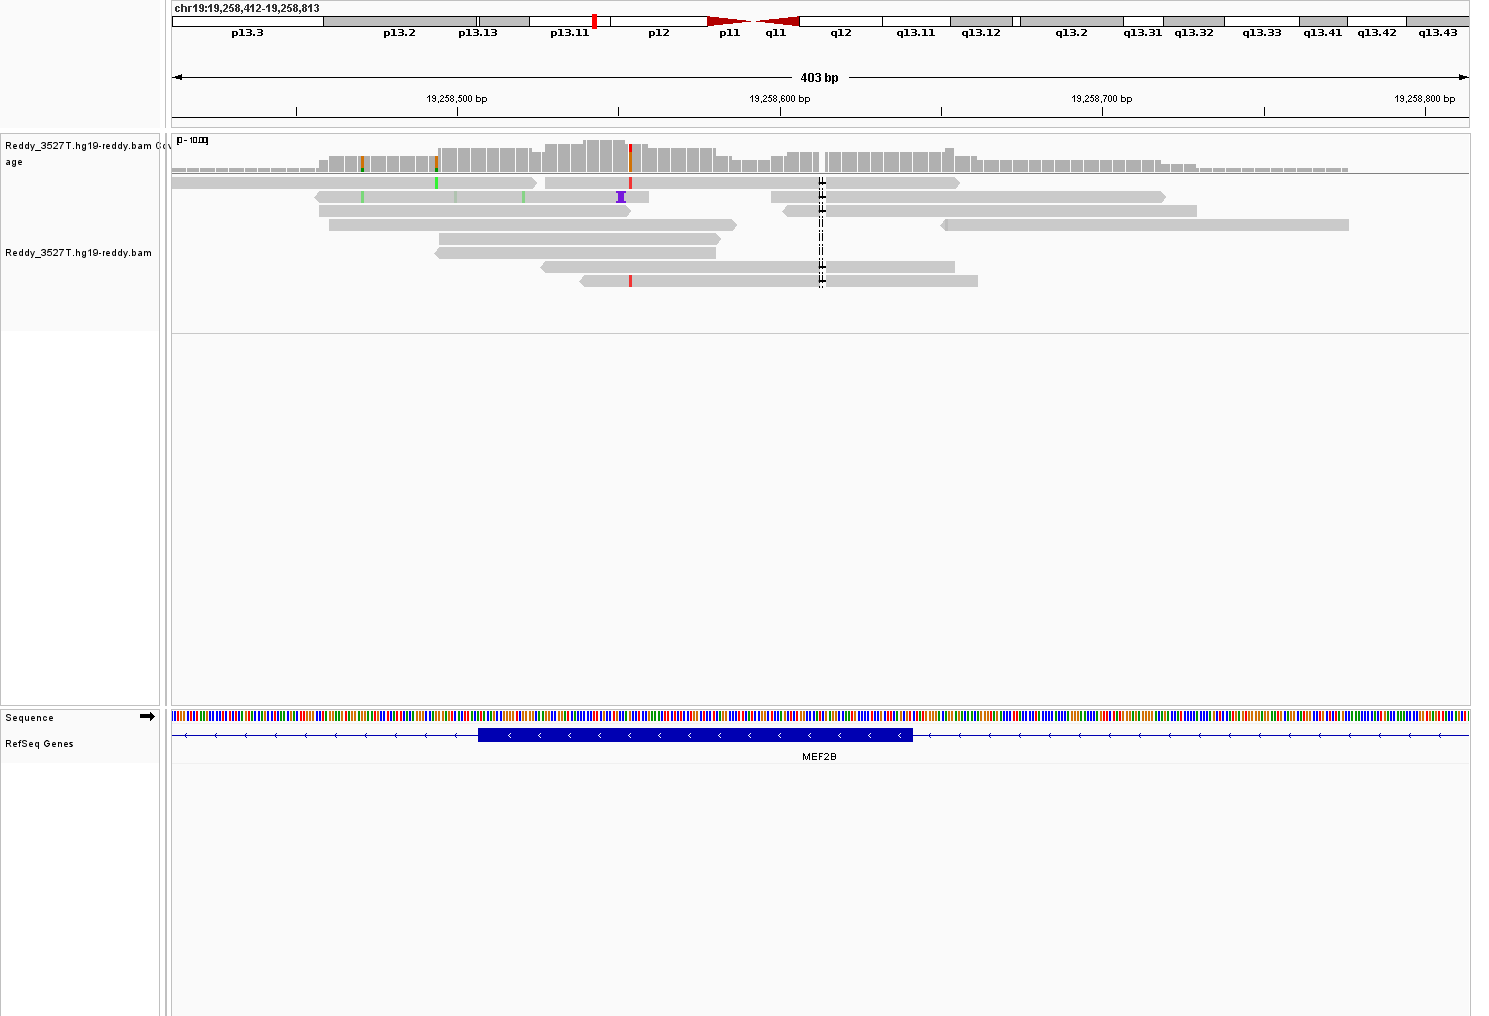 chr19:19,258,412-19,258,813
p13.3 p13.2 p13.13 p13.11 p12 p11 q11 q12 q13.11 q13.12 q13.2 q13.31 q13.32 q13.33 q13.41 q13.42 q13.43
403 bp
19,258,500 bp 19,258,600 bp 19,258,700 bp 19,258,800 bp
[0 - 10.00]
Reddy_3527T.hg19-reddy.bam Cov
age
Reddy_3527T.hg19-reddy.bam
Sequence
RefSeq Genes
MEF2B